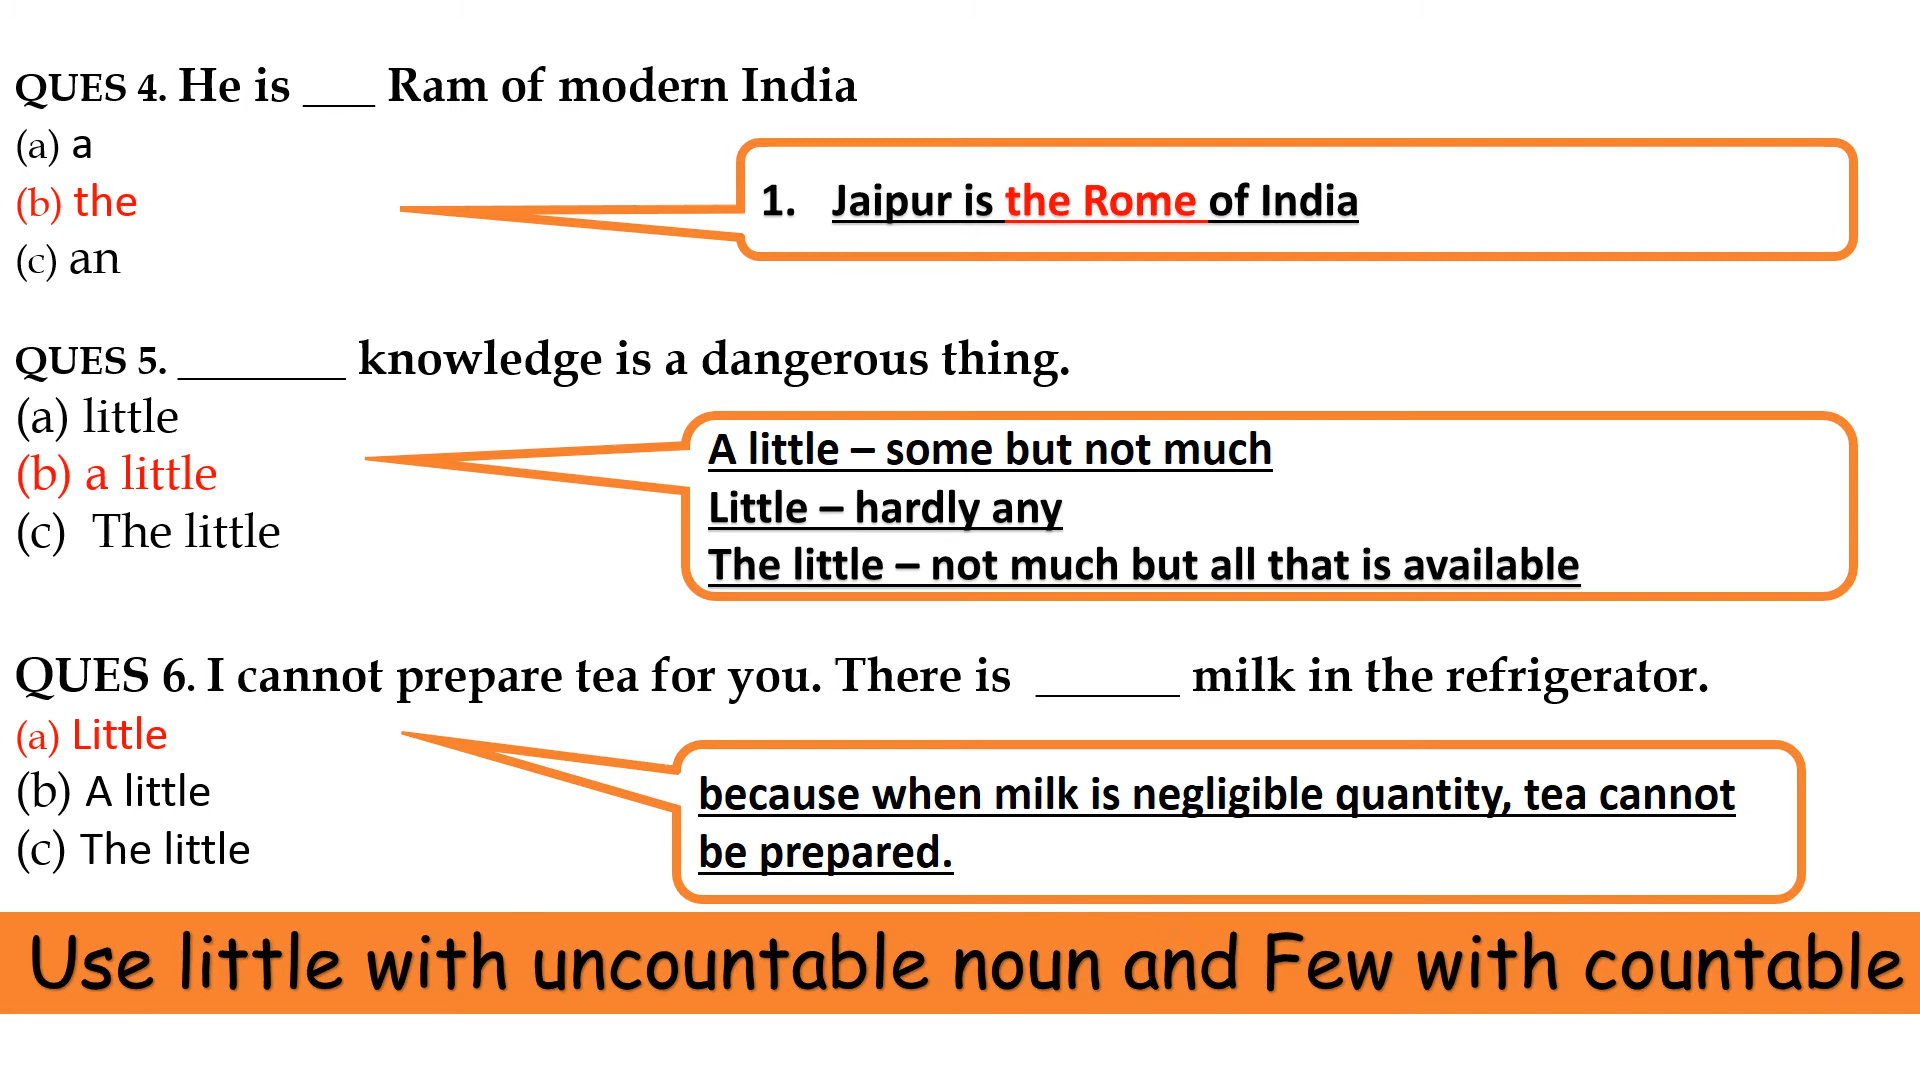 QUES 4. He is ___ Ram of modern India
(a) a
(b) the
(c) an
1. Jaipur is the Rome of India
QUES 5. _______ knowledge is a dangerous thing.
(a) little
(b) a little
(c) The little
A little – some but not much
Little – hardly any
The little – not much but all that is available
QUES 6. I cannot prepare tea for you. There is ______ milk in the refrigerator.
(a) Little
(b) A little
(c) The little
because when milk is negligible quantity, tea cannot
be prepared.
Use little with uncountable noun and Few with countable